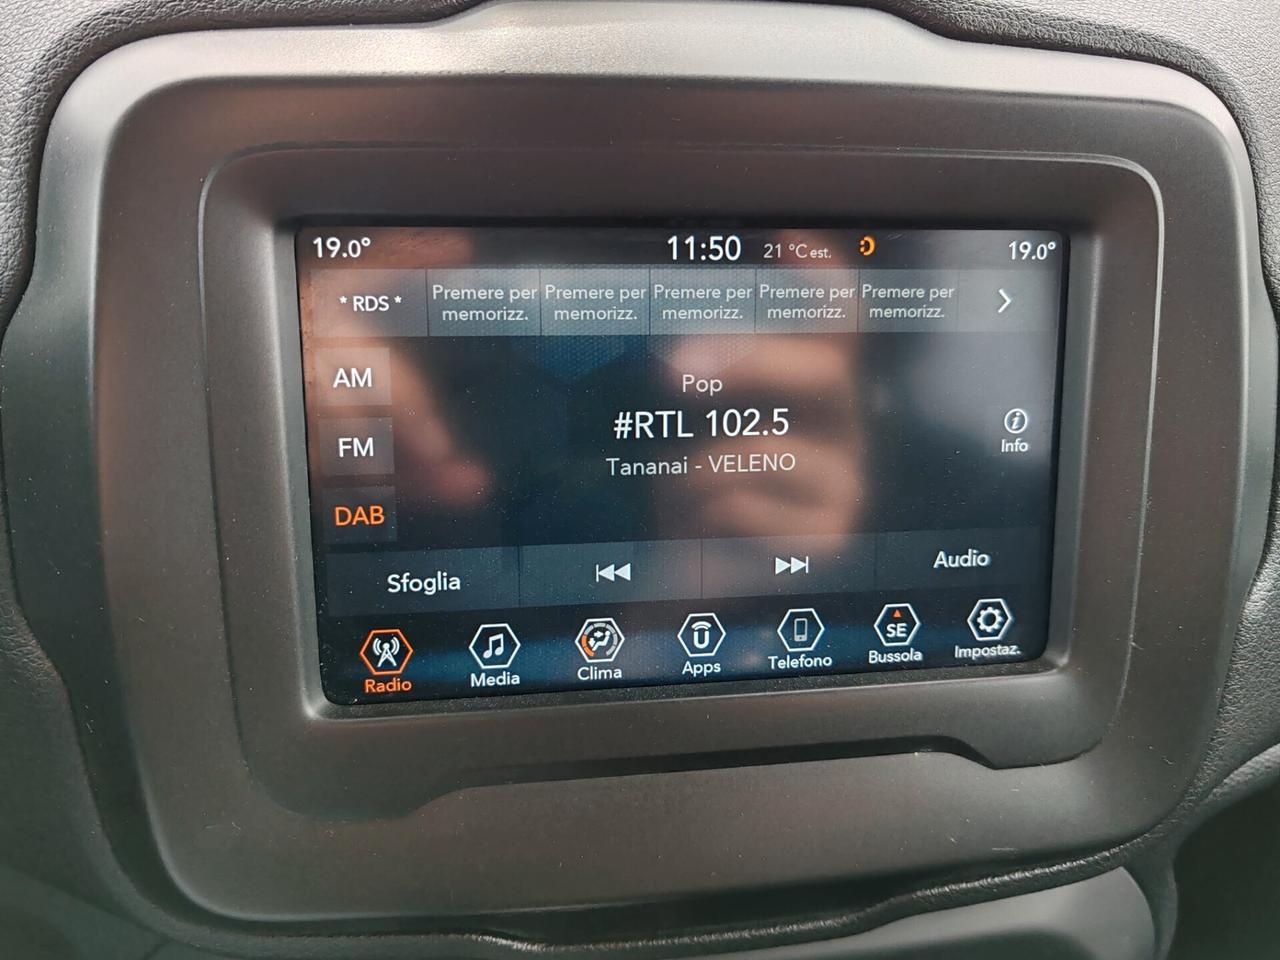 19.0° 11:50 21 °C est. 19.0°
* RDS *
Premere per
memorizz.
Premere per
memorizz.
Premere per
memorizz.
Premere per
memorizz.
Premere per
memorizz.
AM
FM
DAB
Pop
#RTL 102.5
Tananai - VELENO
i
Info
Sfoglia
Audio
Radio
Media
Clima
U
Apps
Telefono
SE
Bussola
Impostaz.